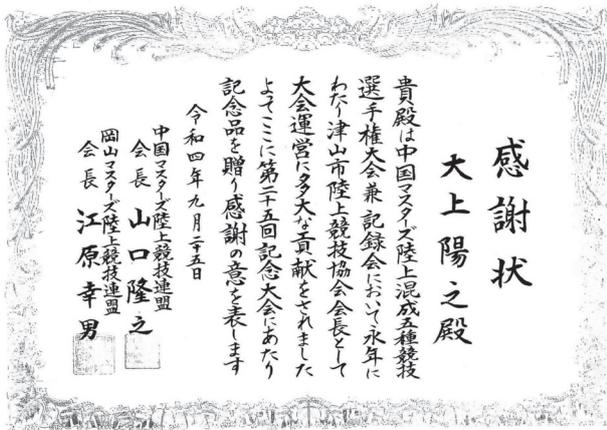 感謝状
大上陽之殿
貴殿は中国マスターズ陸上混成五種競技
選手権大会兼記録会において永年に
わたり津山市陸上競技協会会長として
大会運営に多大な貢献をされました
よってここに第二十五回記念大会にあたり
記念品を贈り感謝の意を表します
令和四年九月二十五日
中国マスターズ陸上競技連盟
会長 山口隆之
岡山マスターズ陸上競技連盟
会長 江原幸男